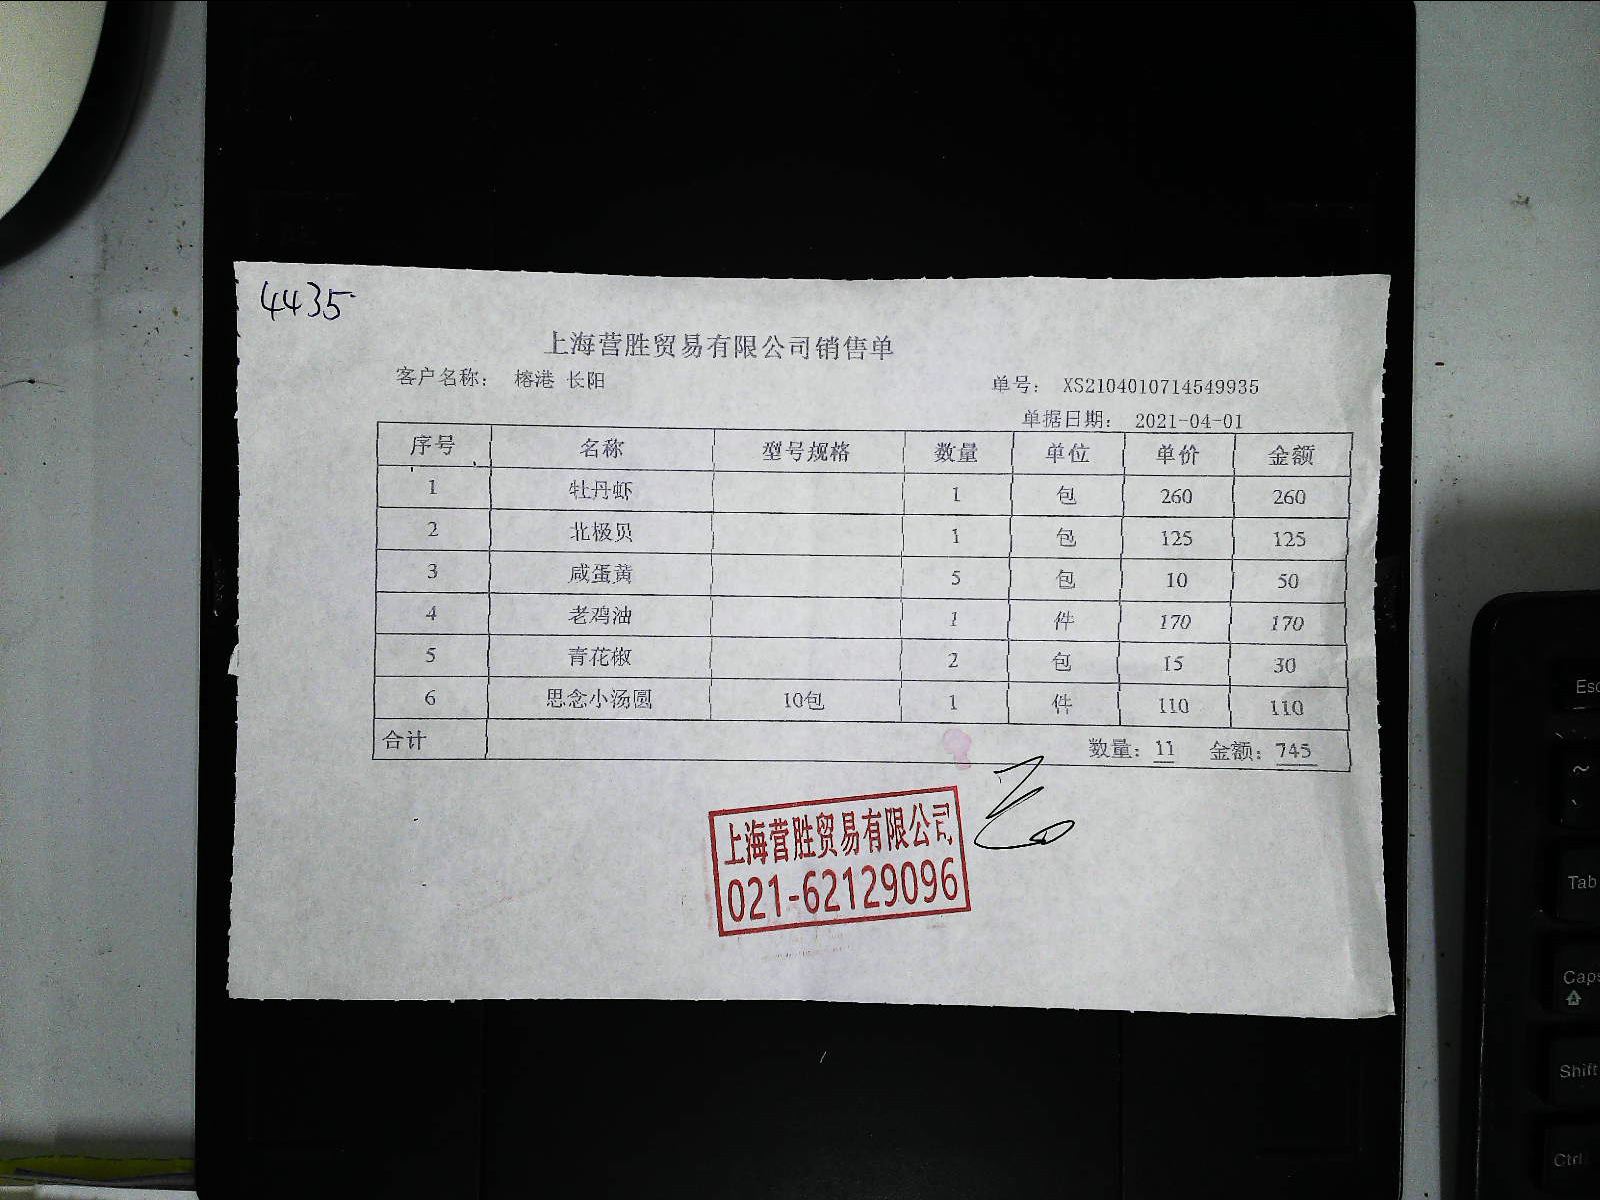 4435
上海营胜贸易有限公司销售单
客户名称： 榕港 长阳
单号： XS2104010714549935
单据日期： 2021-04-01
序号 名称 型号规格 数量 单位 单价 金额
1 牡丹虾 1 包 260 260
2 北极贝 1 包 125 125
3 咸蛋黄 5 包 10 50
4 老鸡油 1 件 170 170
5 青花椒 2 包 15 30
6 思念小汤圆 10包 1 件 110 110
合计 数量：11 金额：745
上海营胜贸易有限公司
021-62129096
Esc
~
Tab
Caps
Shift
Ctrl